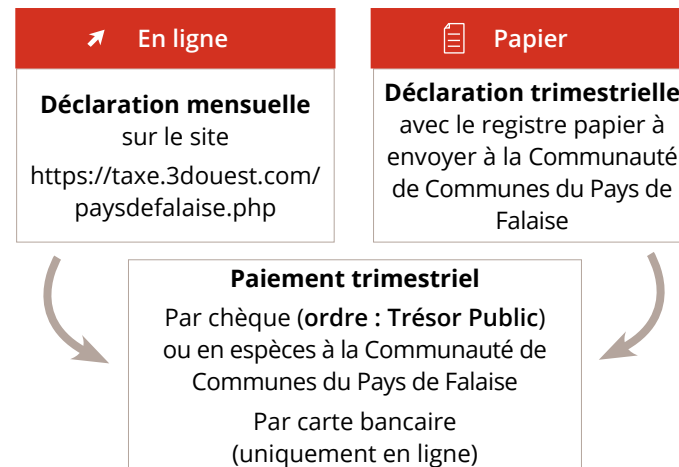 En ligne
Déclaration mensuelle
sur le site
https://taxe.3douest.com/
paysdefalaise.php
Papier
Déclaration trimestrielle
avec le registre papier à
envoyer à la Communauté
de Communes du Pays de
Falaise
Paiement trimestriel
Par chèque (ordre : Trésor Public)
ou en espèces à la Communauté de
Communes du Pays de Falaise
Par carte bancaire
(uniquement en ligne)